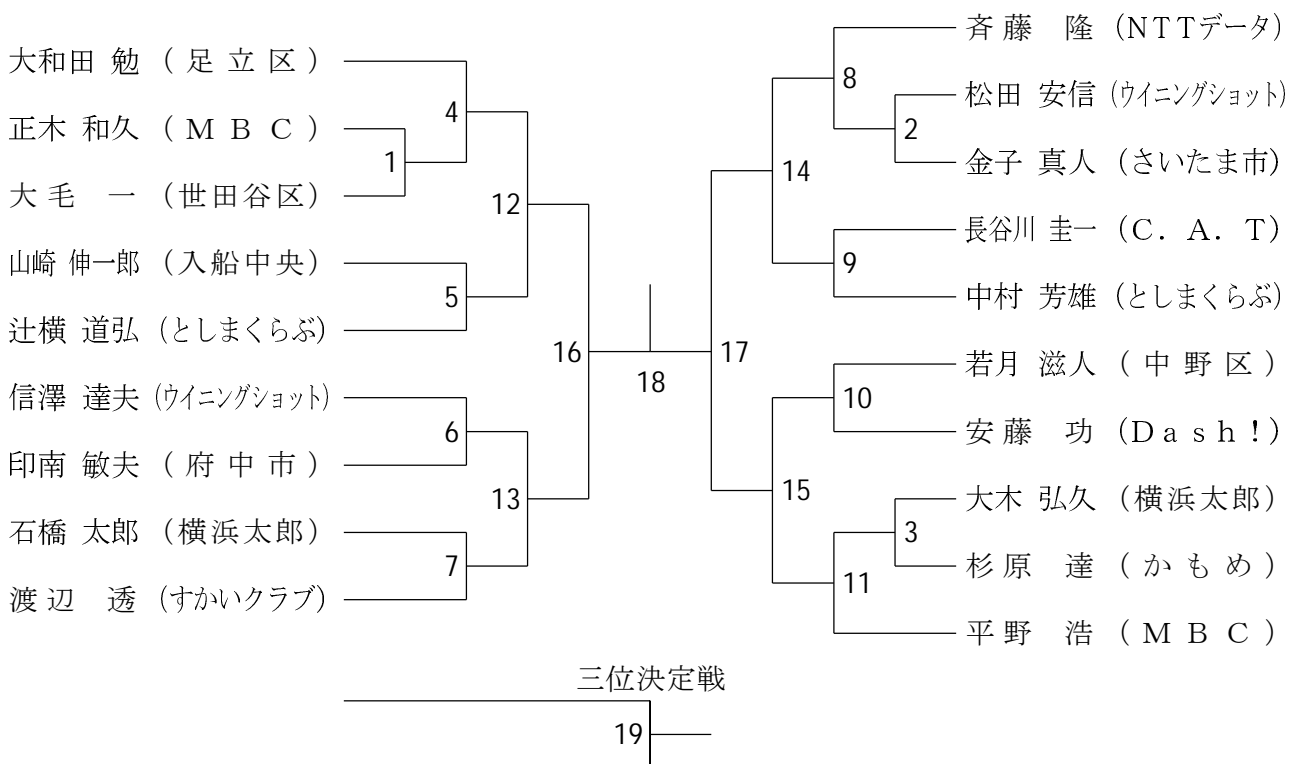 大和田 勉 （ 足 立 区 ）
正木 和久 （ Ｍ Ｂ Ｃ ）
大 毛　一 （世田谷区）
山崎 伸一郎 （入船中央）
辻横 道弘 （としまくらぶ）
信澤 達夫 （ウイニングショット）
印南 敏夫 （ 府 中 市 ）
石橋 太郎 （横浜太郎）
渡 辺　透 （すかいクラブ）
4
1
12
5
16
6
13
7
18
斉 藤　隆 （ＮＴＴデータ）
松田 安信 （ウイニングショット）
金子 真人 （さいたま市）
長谷川 圭一 （Ｃ．Ａ．Ｔ）
中村 芳雄 （としまくらぶ）
若月 滋人 （ 中 野 区 ）
安 藤　功 （Ｄａｓｈ！）
大木 弘久 （横浜太郎）
杉 原　達 （ か も め ）
平 野　浩 （ Ｍ Ｂ Ｃ ）
8
2
14
9
17
10
15
3
11
三位決定戦
19